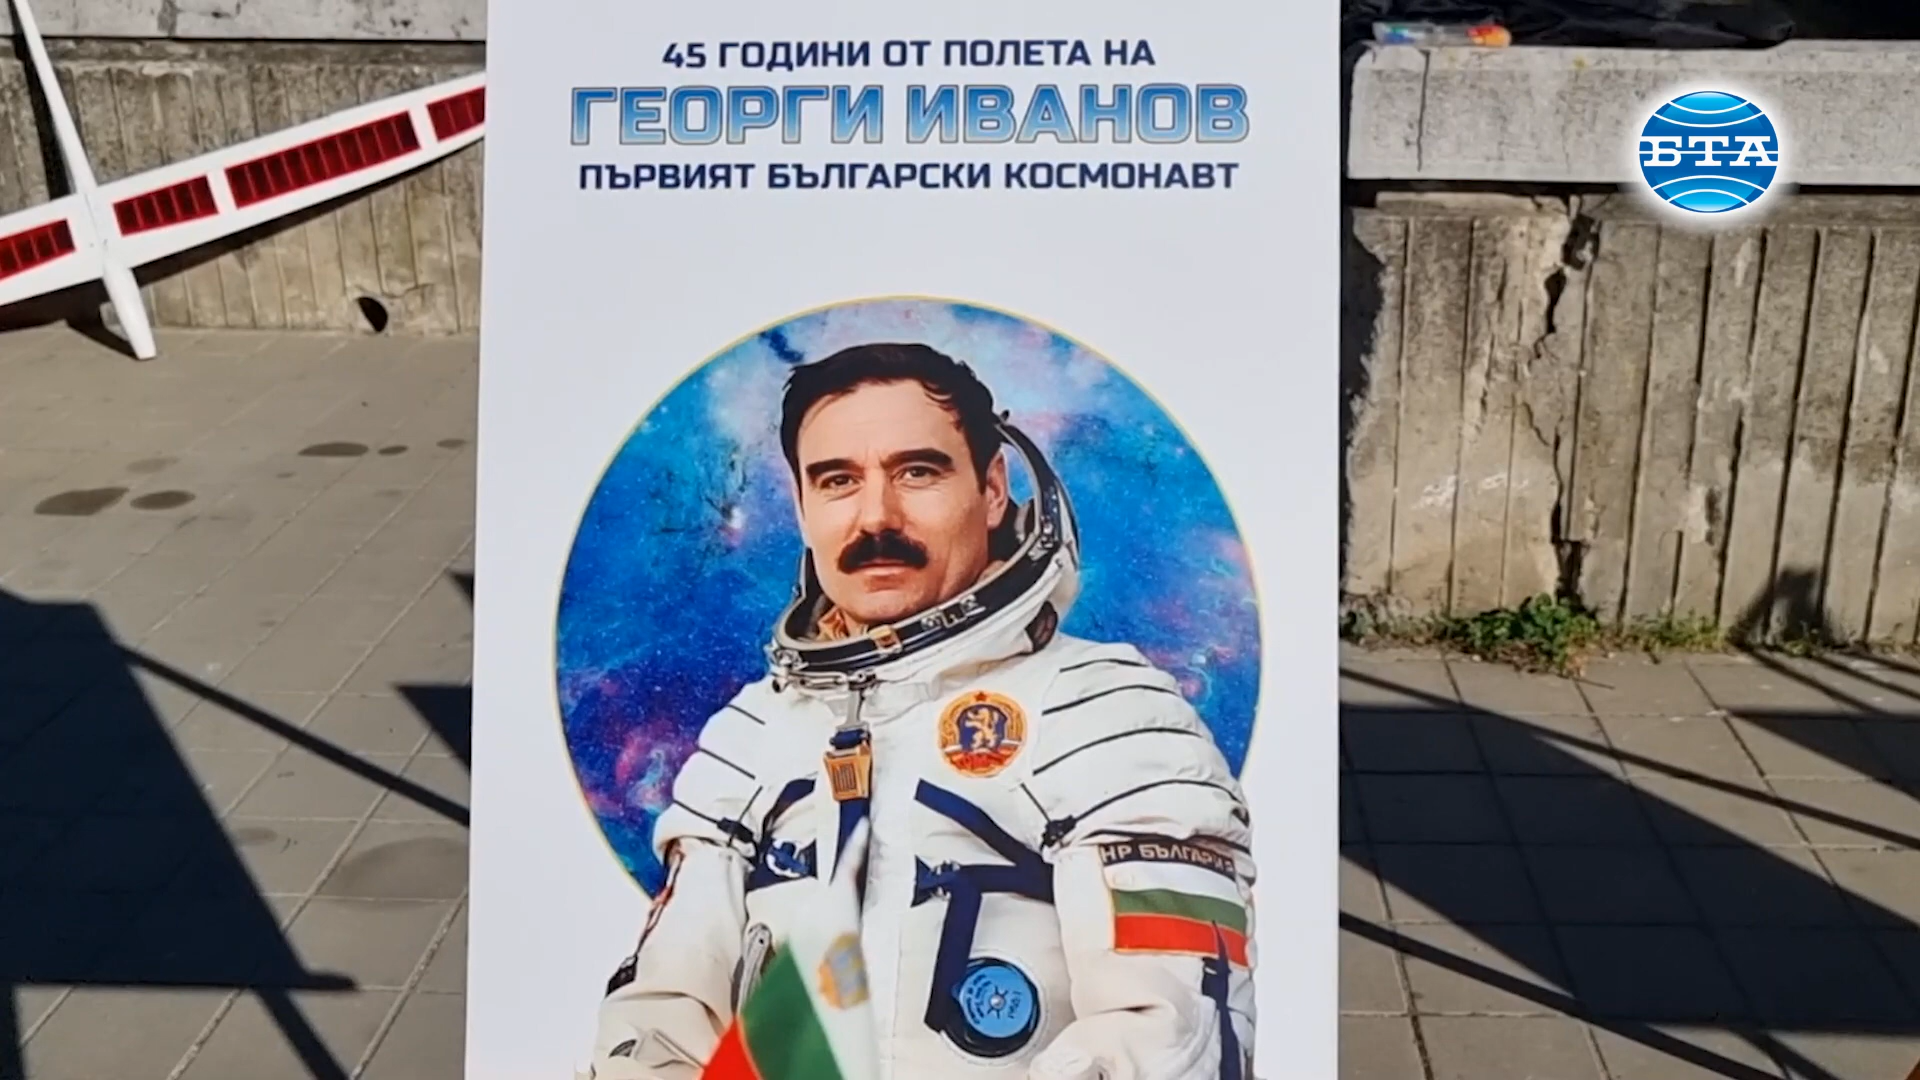 45 ГОДИНИ ОТ ПОЛЕТА НА
ГЕОРГИ ИВАНОВ
ПЪРВИЯТ БЪЛГАРСКИ КОСМОНАВТ
БТА
НР БЪЛГАРИЯ